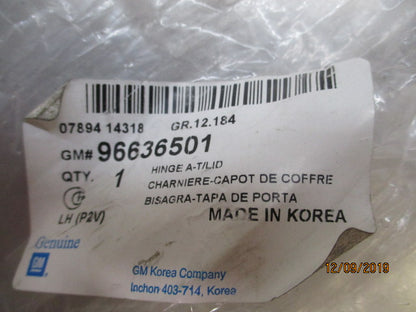 07894 14318 GR.12.184
GM# 96636501
HINGE A-T/LID
QTY. 1 CHARNIERE-CAPOT DE COFFRE
BISAGRA-TAPA DE PORTA
LH (P2V) MADE IN KOREA
Genuine
GM
GM Korea Company
Inchon 403-714, Korea
12/09/2019